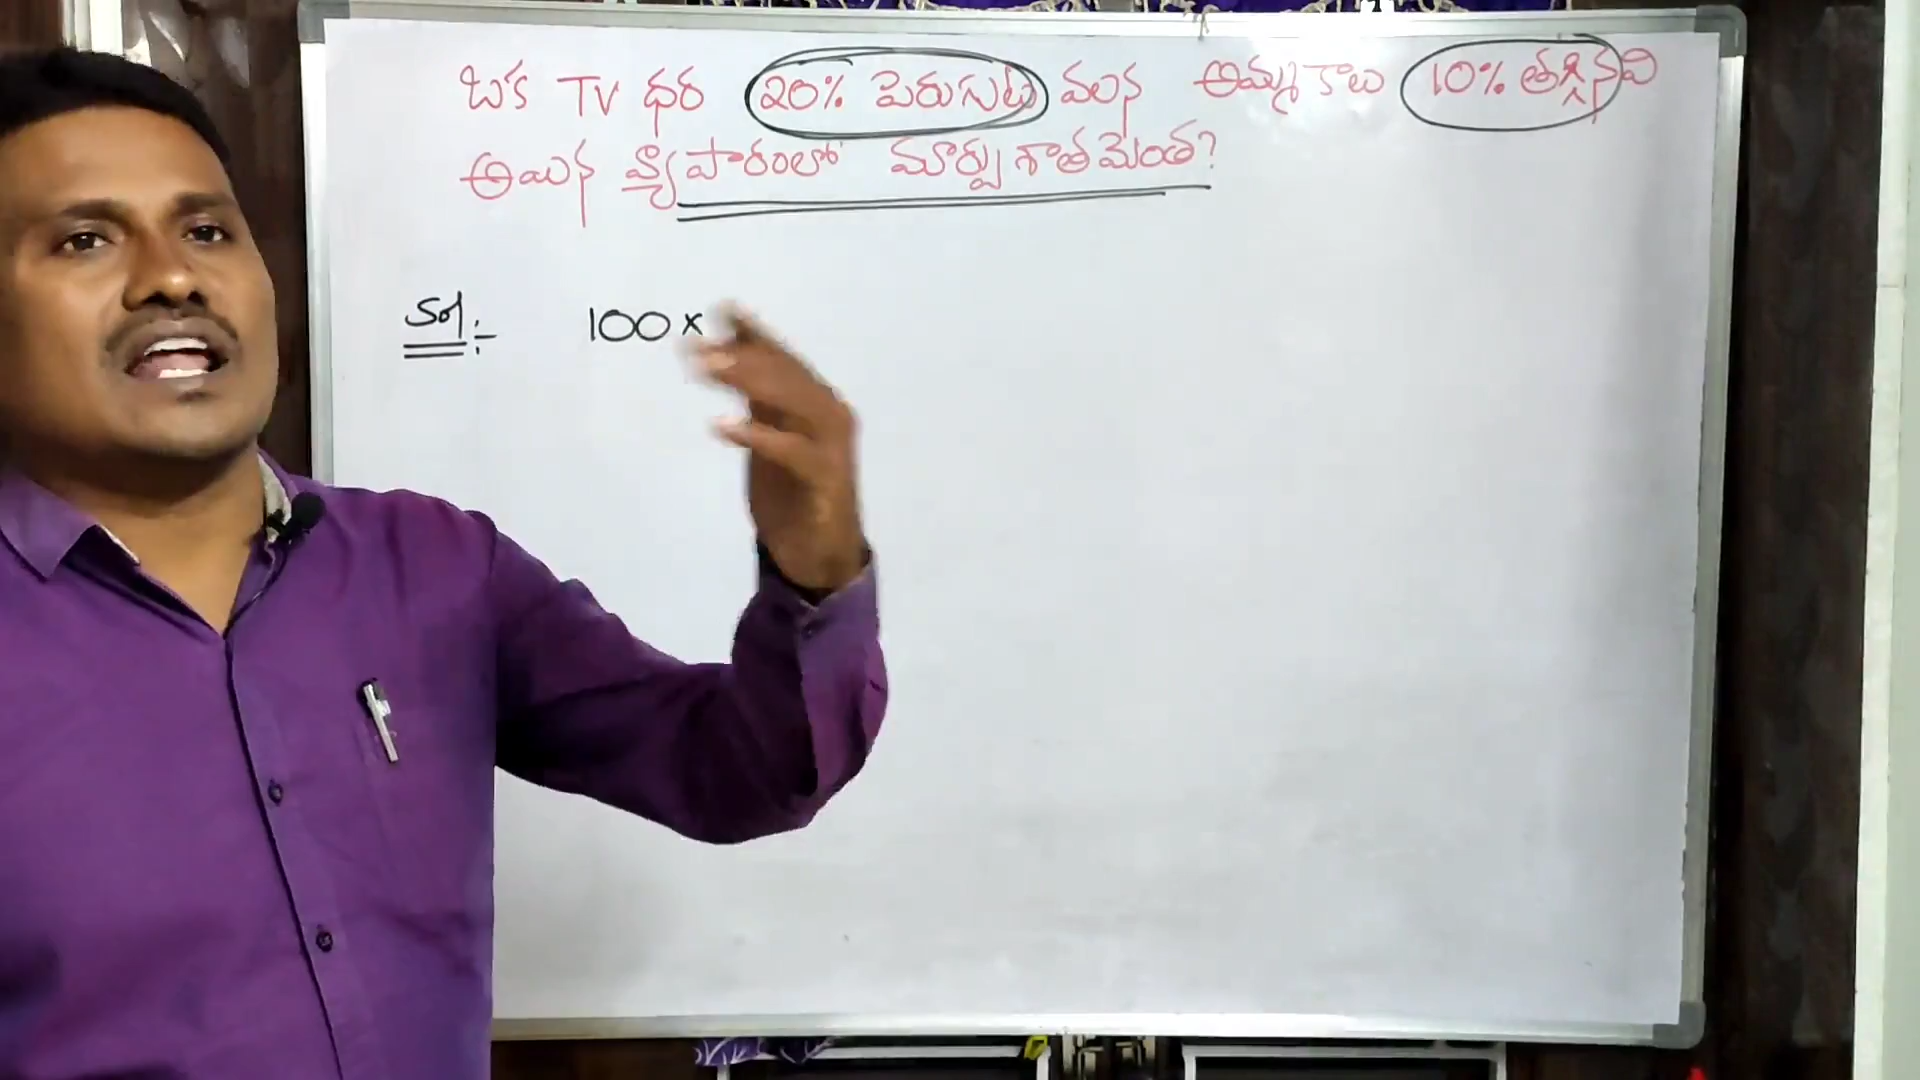 ఒక TV ధర 20% పెరుగుట వలన అమ్మకాలు 10% తగ్గినవి
అయిన వ్యాపారంలో మార్పు శాతమెంత?
Sol:-
100 ×